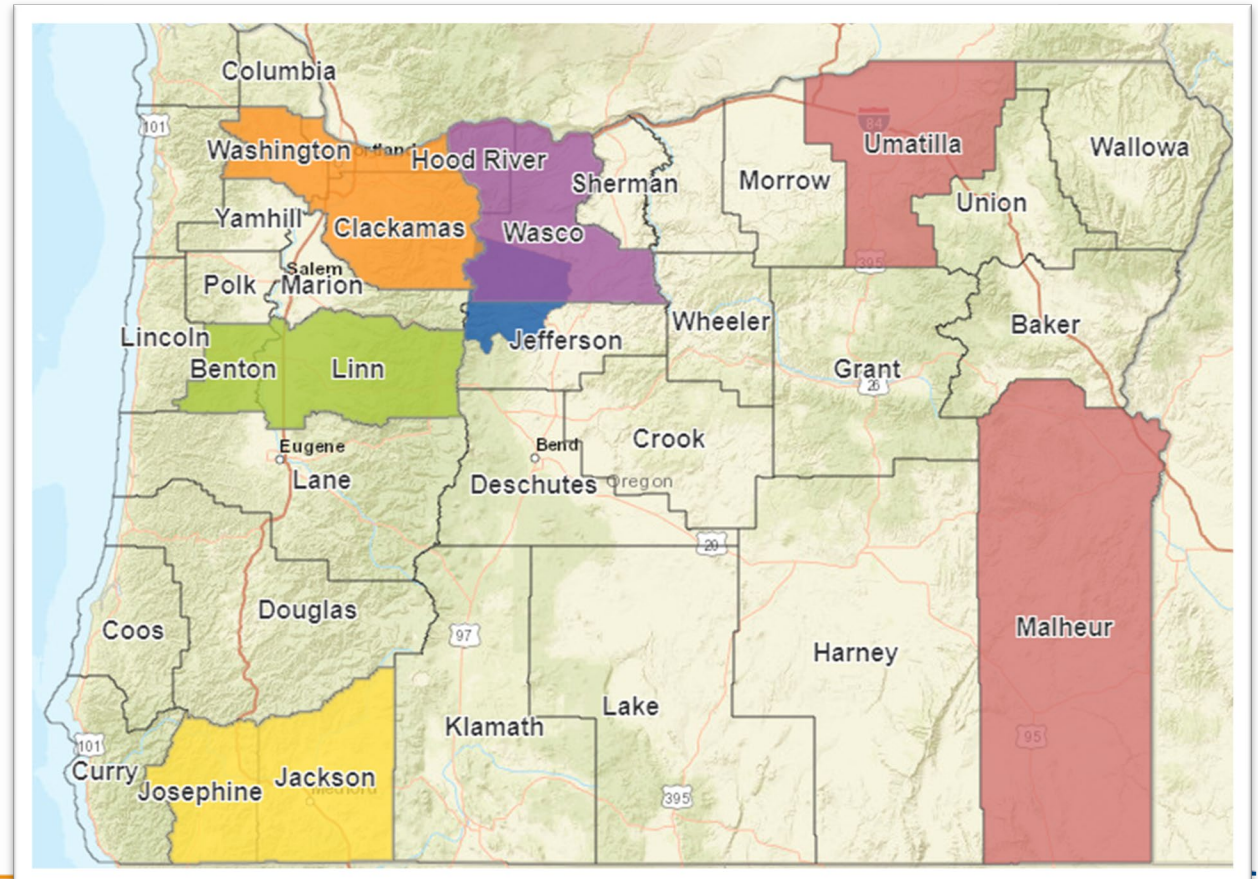 Columbia
101
84
Washington
Portland
Hood River
Umatilla
Wallowa
Sherman
Morrow
Union
Yamhill
Clackamas
Wasco
395
Salem
Polk
Marion
Lincoln
Jefferson
Wheeler
Baker
Benton
Linn
Grant
26
Eugene
Bend
Crook
Lane
Deschutes
Oregon
20
Douglas
Coos
97
Malheur
Harney
Lake
Klamath
95
101
Curry
Josephine
Jackson
Medford
395